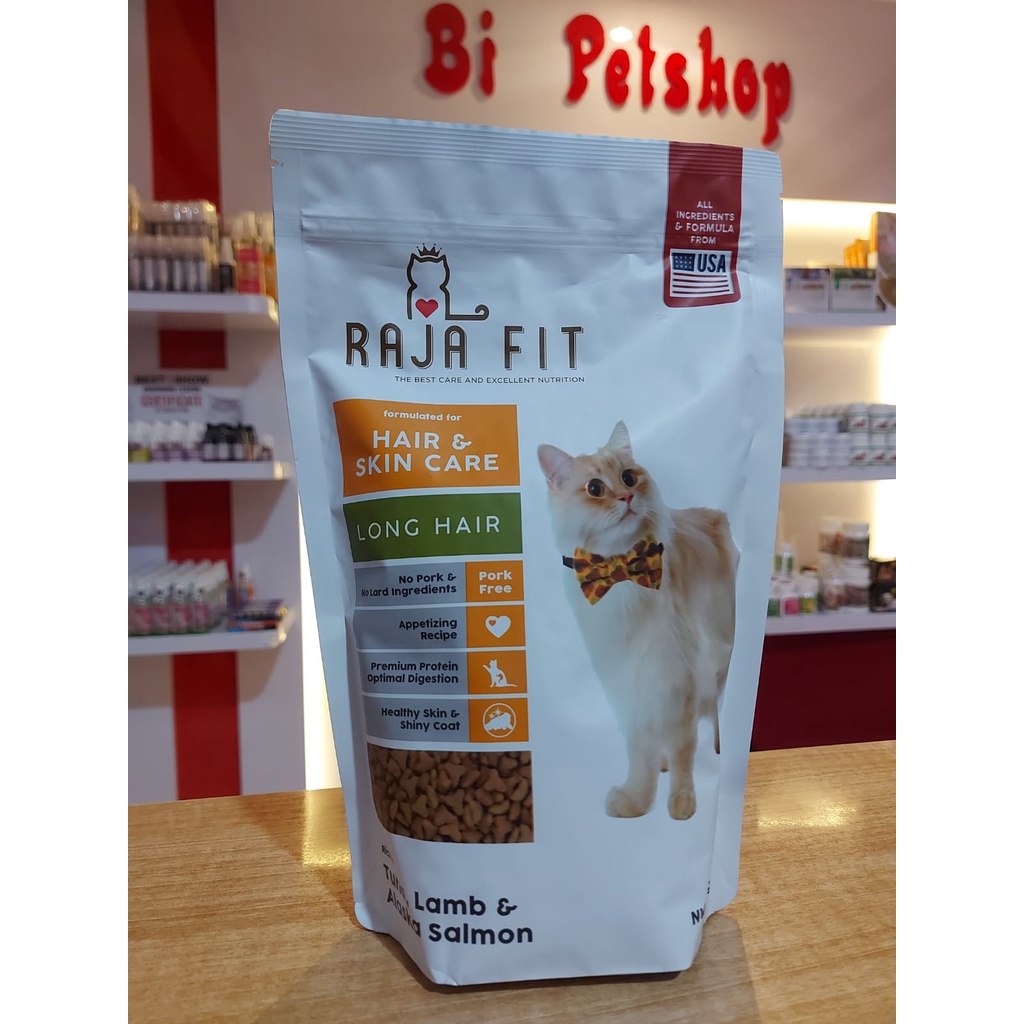 Bi Petshop
ALL
INGREDIENTS
& FORMULA
FROM
USA
RAJA FIT
THE BEST CARE AND EXCELLENT NUTRITION
formulated for
HAIR &
SKIN CARE
LONG HAIR
No Pork &
No Lard Ingredients
Pork
Free
Appetizing
Recipe
Premium Protein
Optimal Digestion
Healthy Skin &
Shiny Coat
Lamb &
Alaska Salmon